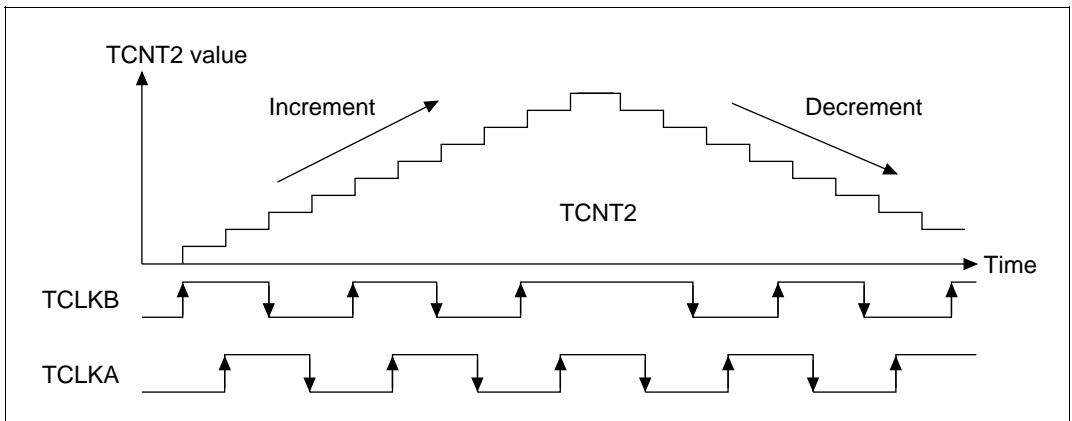 TCNT2 value
Increment
Decrement
TCNT2
Time
TCLKB
TCLKA